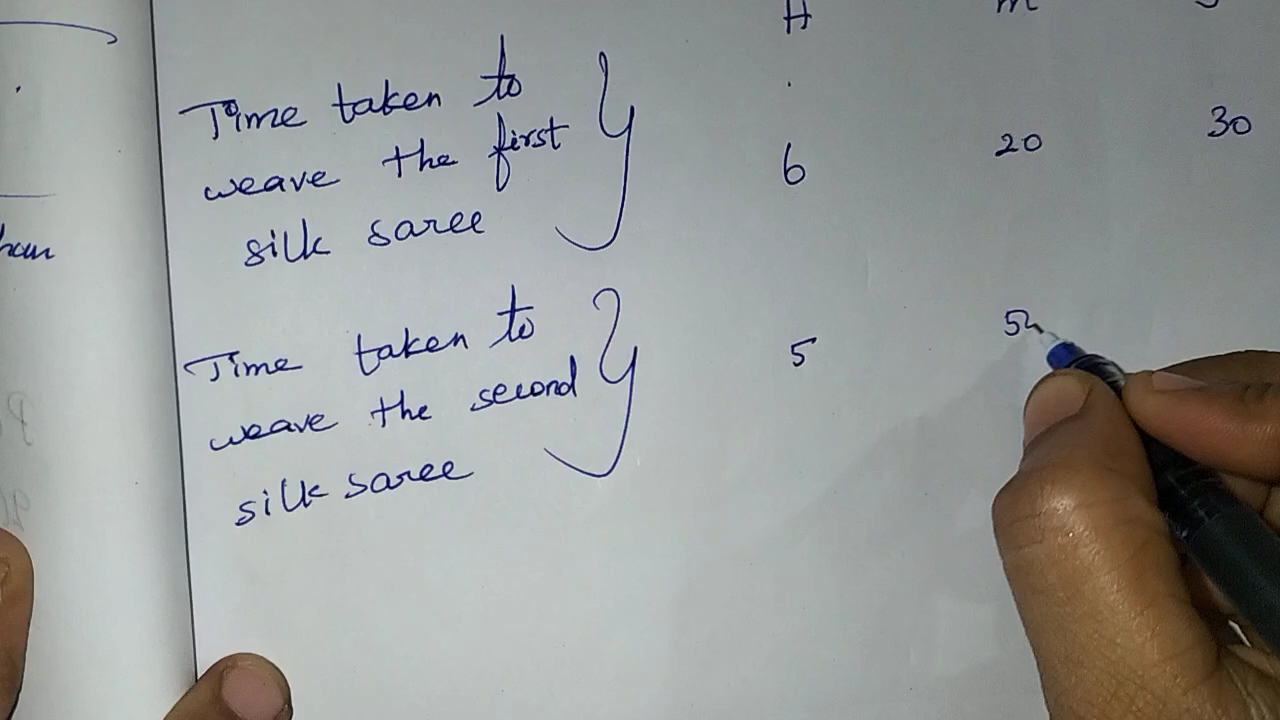 H m
Time taken to
weave the first
silk saree 6 20 30
Time taken to
weave the second
silk saree 5